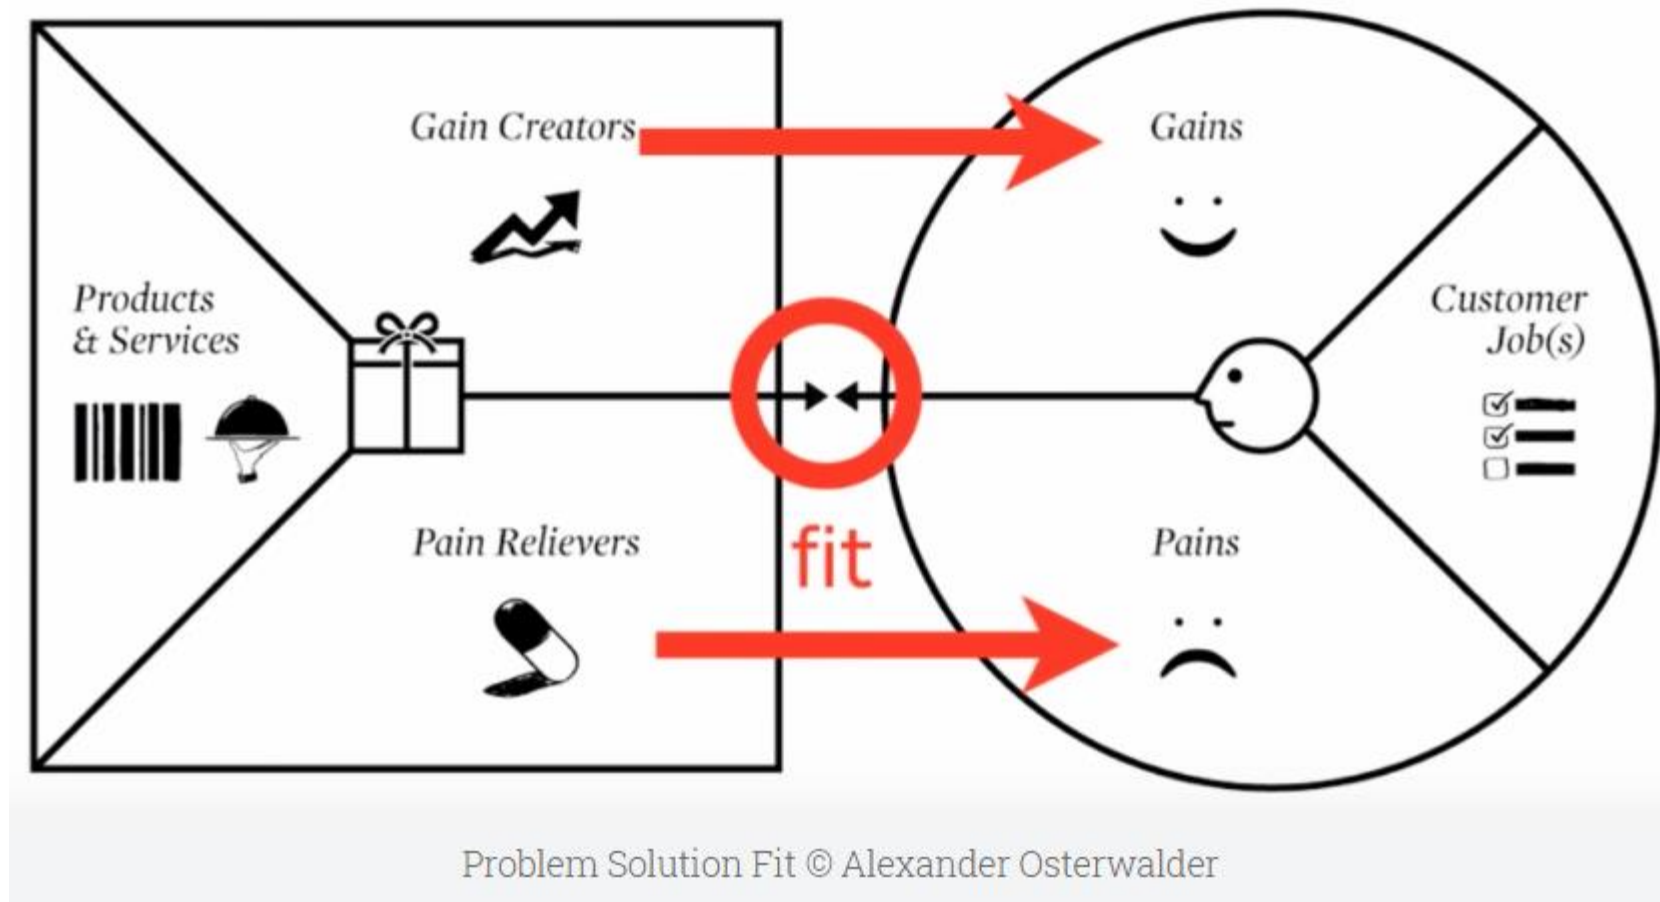 Gain Creators
Gains
Products
& Services
Customer
Job(s)
fit
Pain Relievers
Pains
Problem Solution Fit © Alexander Osterwalder